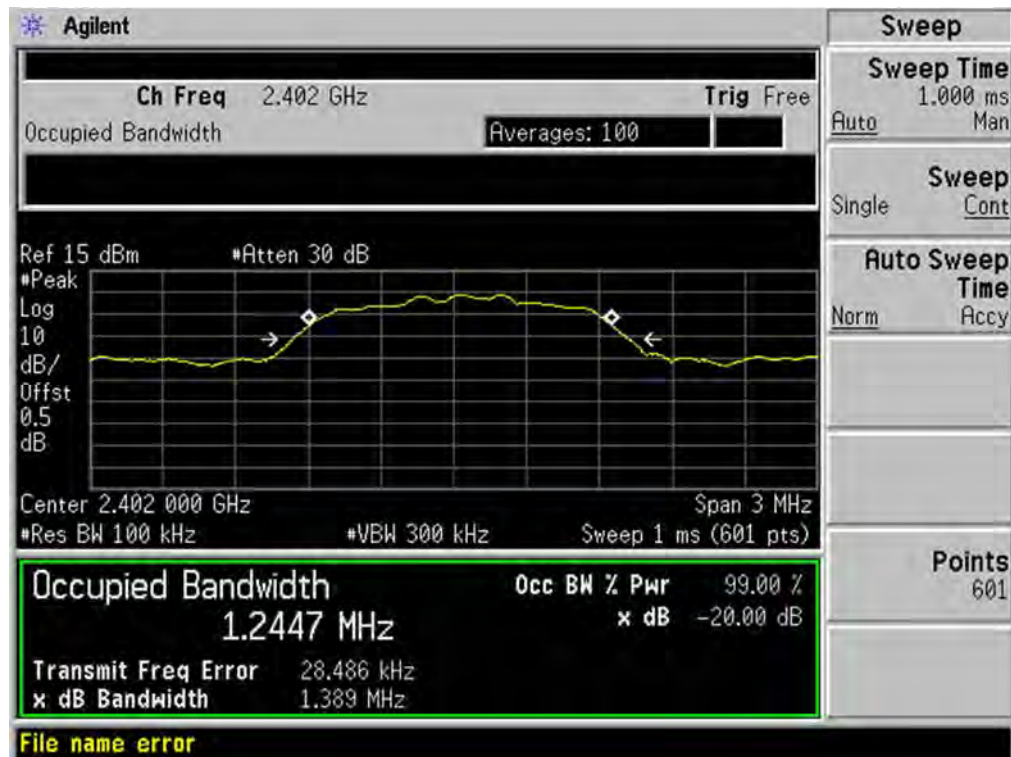 Agilent
Sweep
Ch Freq 2.402 GHz Trig Free
Occupied Bandwidth Averages: 100
Sweep Time
1.000 ms
Auto Man
Sweep
Single Cont
Auto Sweep
Time
Norm Accy
Points
601
Ref 15 dBm #Atten 30 dB
#Peak
Log
10
dB/
Offst
0.5
dB
Center 2.402 000 GHz Span 3 MHz
#Res BW 100 kHz #VBW 300 kHz Sweep 1 ms (601 pts)
Occupied Bandwidth Occ BW % Pwr 99.00 %
1.2447 MHz x dB -20.00 dB
Transmit Freq Error 28.486 kHz
x dB Bandwidth 1.389 MHz
File name error